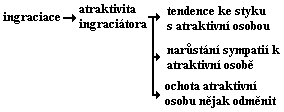 ingraciace
atraktivita
ingraciátora
tendence ke styku
s atraktivní osobou
narůstání sympatií k
atraktivní osobě
ochota atraktivní
osobu nějak odměnit